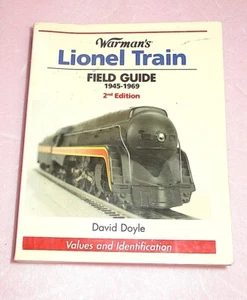 Warman's
Lionel Train
FIELD GUIDE
1945-1969
2nd Edition
David Doyle
Values and Identification